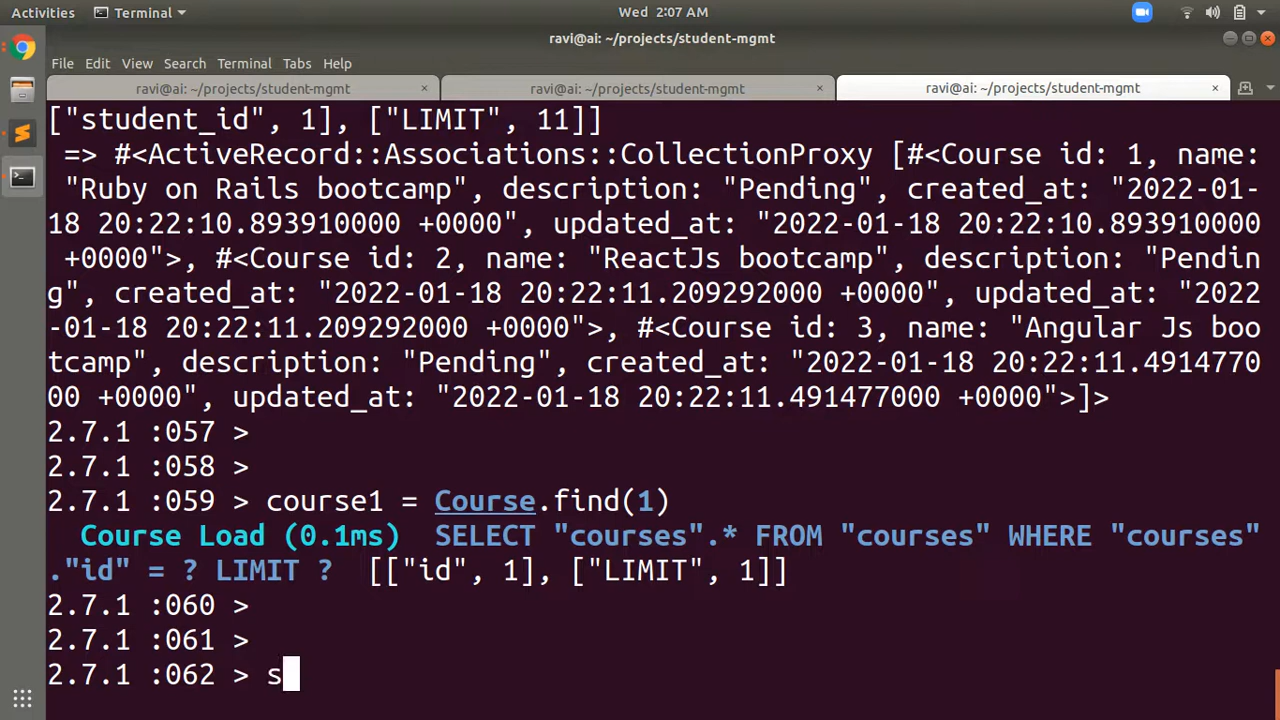 Activities Terminal Wed 2:07 AM
ravi@ai: ~/projects/student-mgmt
File Edit View Search Terminal Tabs Help
ravi@ai: ~/projects/student-mgmt × ravi@ai: ~/projects/student-mgmt × ravi@ai: ~/projects/student-mgmt ×
["student_id", 1], ["LIMIT", 11]]
 => #<ActiveRecord::Associations::CollectionProxy [#<Course id: 1, name:
 "Ruby on Rails bootcamp", description: "Pending", created_at: "2022-01-
18 20:22:10.893910000 +0000", updated_at: "2022-01-18 20:22:10.893910000
 +0000">, #<Course id: 2, name: "ReactJs bootcamp", description: "Pendin
g", created_at: "2022-01-18 20:22:11.209292000 +0000", updated_at: "2022
-01-18 20:22:11.209292000 +0000">, #<Course id: 3, name: "Angular Js boo
tcamp", description: "Pending", created_at: "2022-01-18 20:22:11.4914770
00 +0000", updated_at: "2022-01-18 20:22:11.491477000 +0000">]>
2.7.1 :057 >
2.7.1 :058 >
2.7.1 :059 > course1 = Course.find(1)
  Course Load (0.1ms)  SELECT "courses".* FROM "courses" WHERE "courses"
."id" = ? LIMIT ?  [["id", 1], ["LIMIT", 1]]
2.7.1 :060 >
2.7.1 :061 >
2.7.1 :062 > s